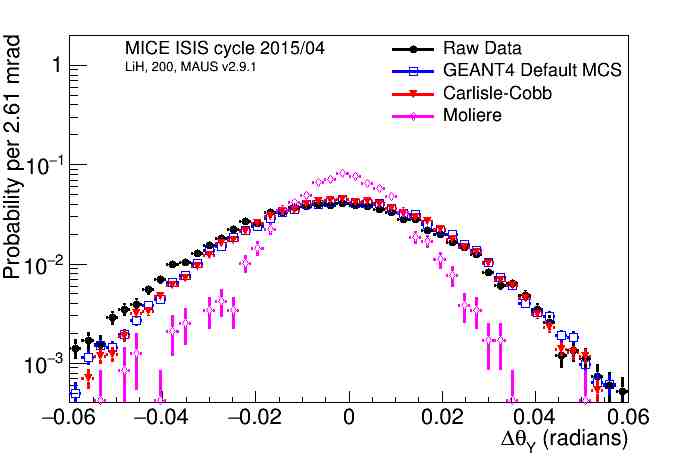 MICE ISIS cycle 2015/04
LiH, 200, MAUS v2.9.1
Raw Data
GEANT4 Default MCS
Carlisle-Cobb
Moliere
Probability per 2.61 mrad
1
10⁻¹
10⁻²
10⁻³
−0.06 −0.04 −0.02 0 0.02 0.04 0.06
Δθ_Y (radians)